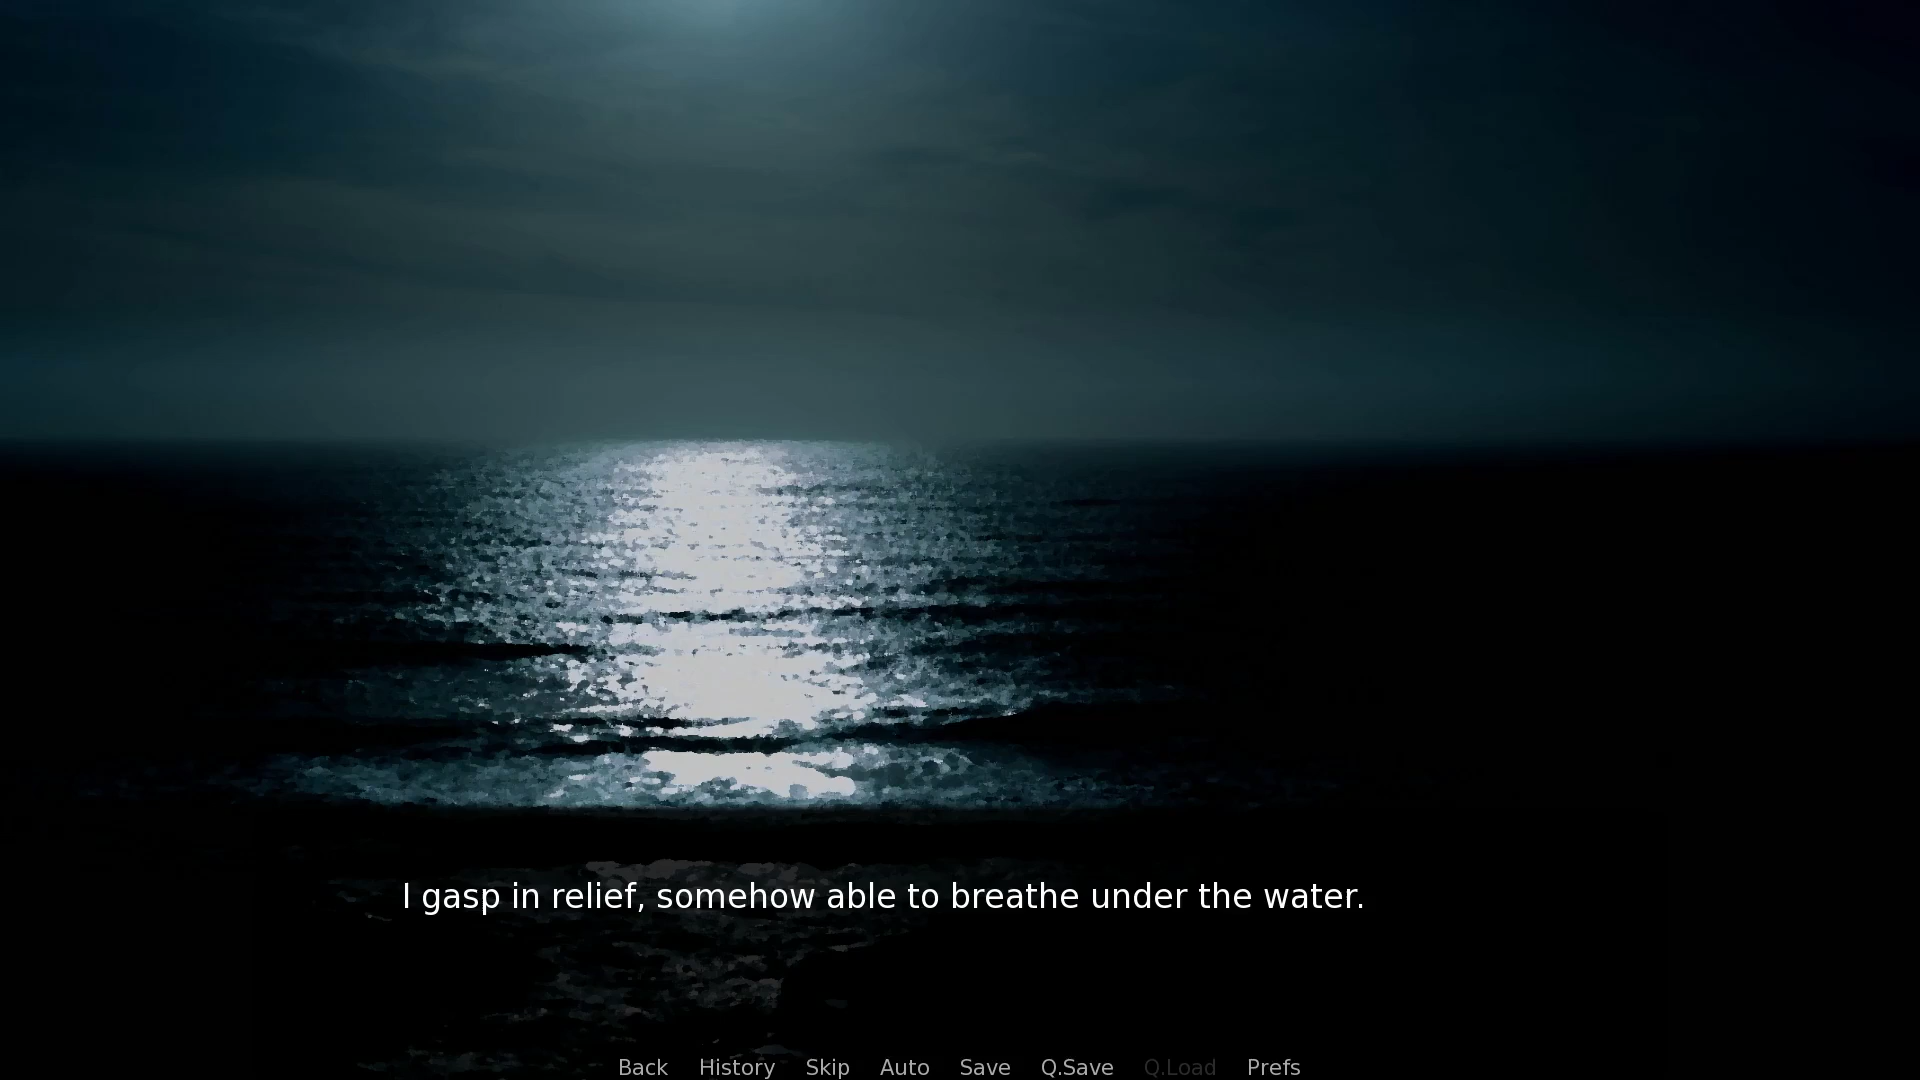 I gasp in relief, somehow able to breathe under the water.
Back History Skip Auto Save Q.Save Q.Load Prefs